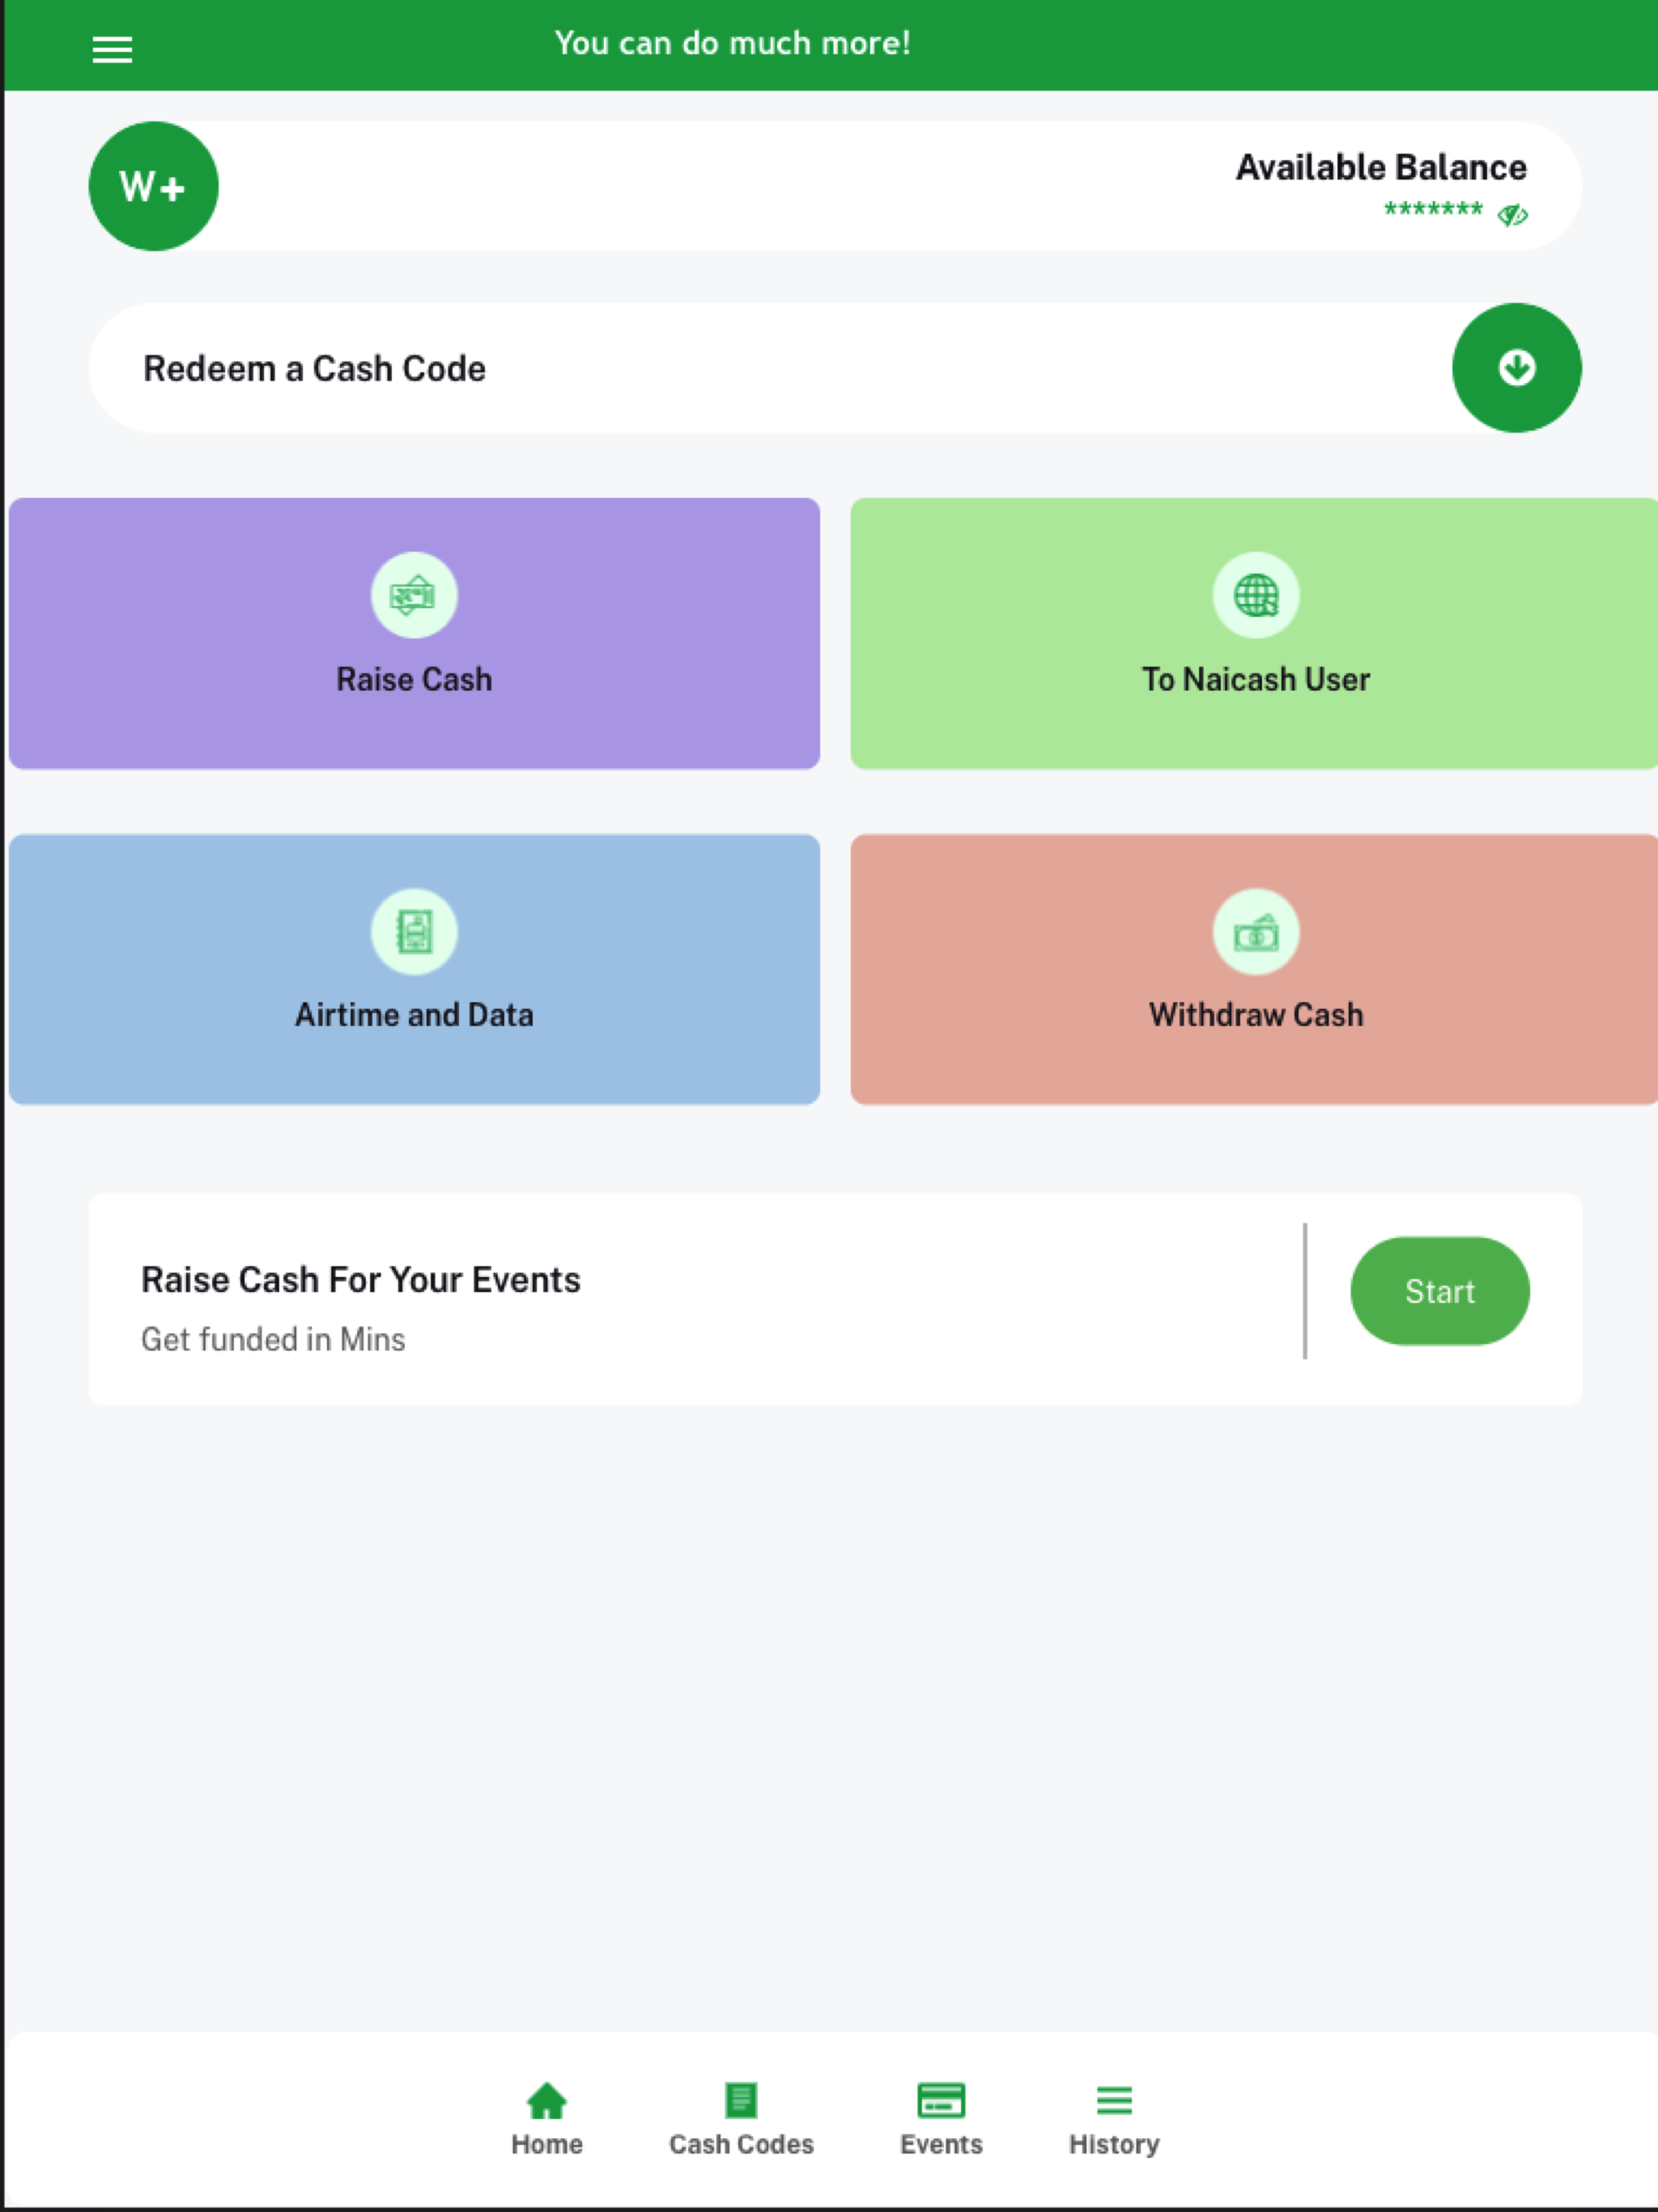 You can do much more!
W+
Available Balance
*******
Redeem a Cash Code
Raise Cash
To Naicash User
Airtime and Data
Withdraw Cash
Raise Cash For Your Events
Get funded in Mins
Start
Home
Cash Codes
Events
History